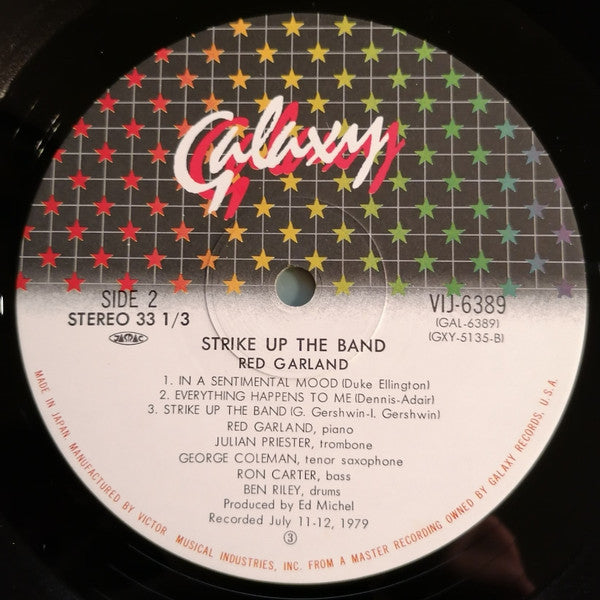 Galaxy
SIDE 2
STEREO 33 1/3
JASRAC
VIJ-6389
(GAL-6389)
(GXY-5135-B)
STRIKE UP THE BAND
RED GARLAND
1. IN A SENTIMENTAL MOOD (Duke Ellington)
2. EVERYTHING HAPPENS TO ME (Dennis-Adair)
3. STRIKE UP THE BAND (G. Gershwin-I. Gershwin)
RED GARLAND, piano
JULIAN PRIESTER, trombone
GEORGE COLEMAN, tenor saxophone
RON CARTER, bass
BEN RILEY, drums
Produced by Ed Michel
Recorded July 11-12, 1979
③
MADE IN JAPAN. MANUFACTURED BY VICTOR MUSICAL INDUSTRIES, INC. FROM A MASTER RECORDING OWNED BY GALAXY RECORDS, U.S.A.